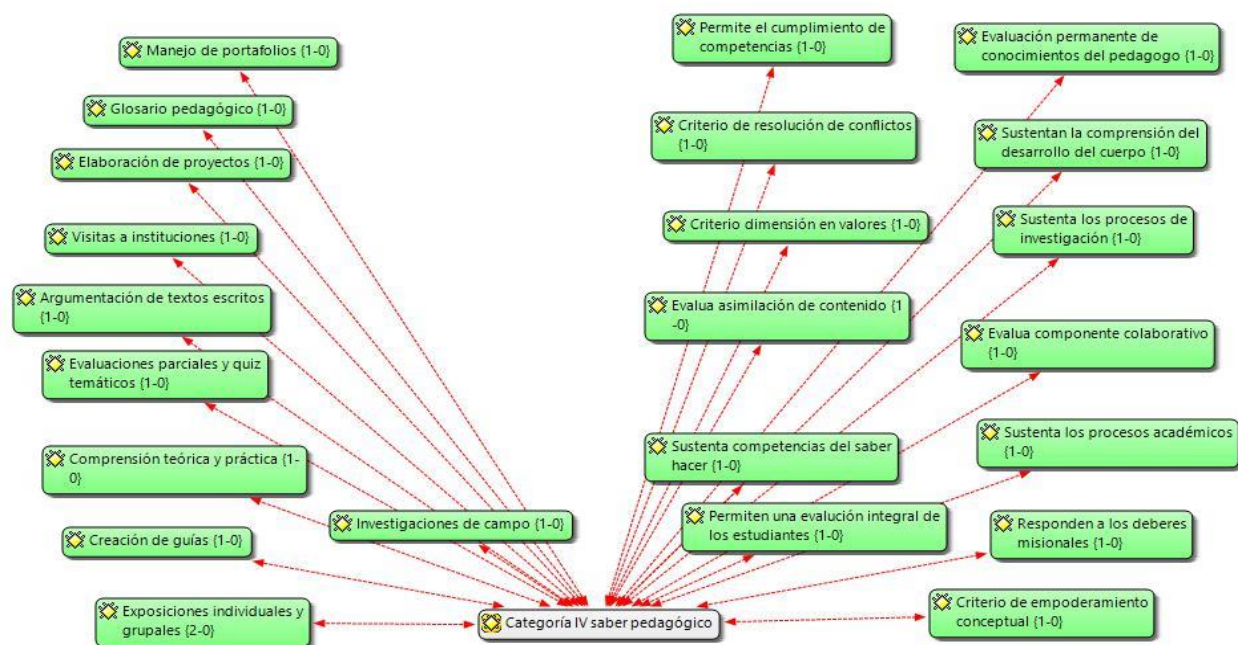 Manejo de portafolios {1-0}
Glosario pedagógico {1-0}
Elaboración de proyectos {1-0}
Visitas a instituciones {1-0}
Argumentación de textos escritos
{1-0}
Evaluaciones parciales y quiz
temáticos {1-0}
Comprensión teórica y práctica {1-
0}
Investigaciones de campo {1-0}
Creación de guías {1-0}
Exposiciones individuales y
grupales {2-0}
Categoría IV saber pedagógico
Permite el cumplimiento de
competencias {1-0}
Criterio de resolución de conflictos
{1-0}
Criterio dimensión en valores {1-0}
Evalua asimilación de contenido {1
-0}
Sustenta competencias del saber
hacer {1-0}
Permiten una evalución integral de
los estudiantes {1-0}
Evaluación permanente de
conocimientos del pedagogo {1-0}
Sustentan la comprensión del
desarrollo del cuerpo {1-0}
Sustenta los procesos de
investigación {1-0}
Evalua componente colaborativo
{1-0}
Sustenta los procesos académicos
{1-0}
Responden a los deberes
misionales {1-0}
Criterio de empoderamiento
conceptual {1-0}